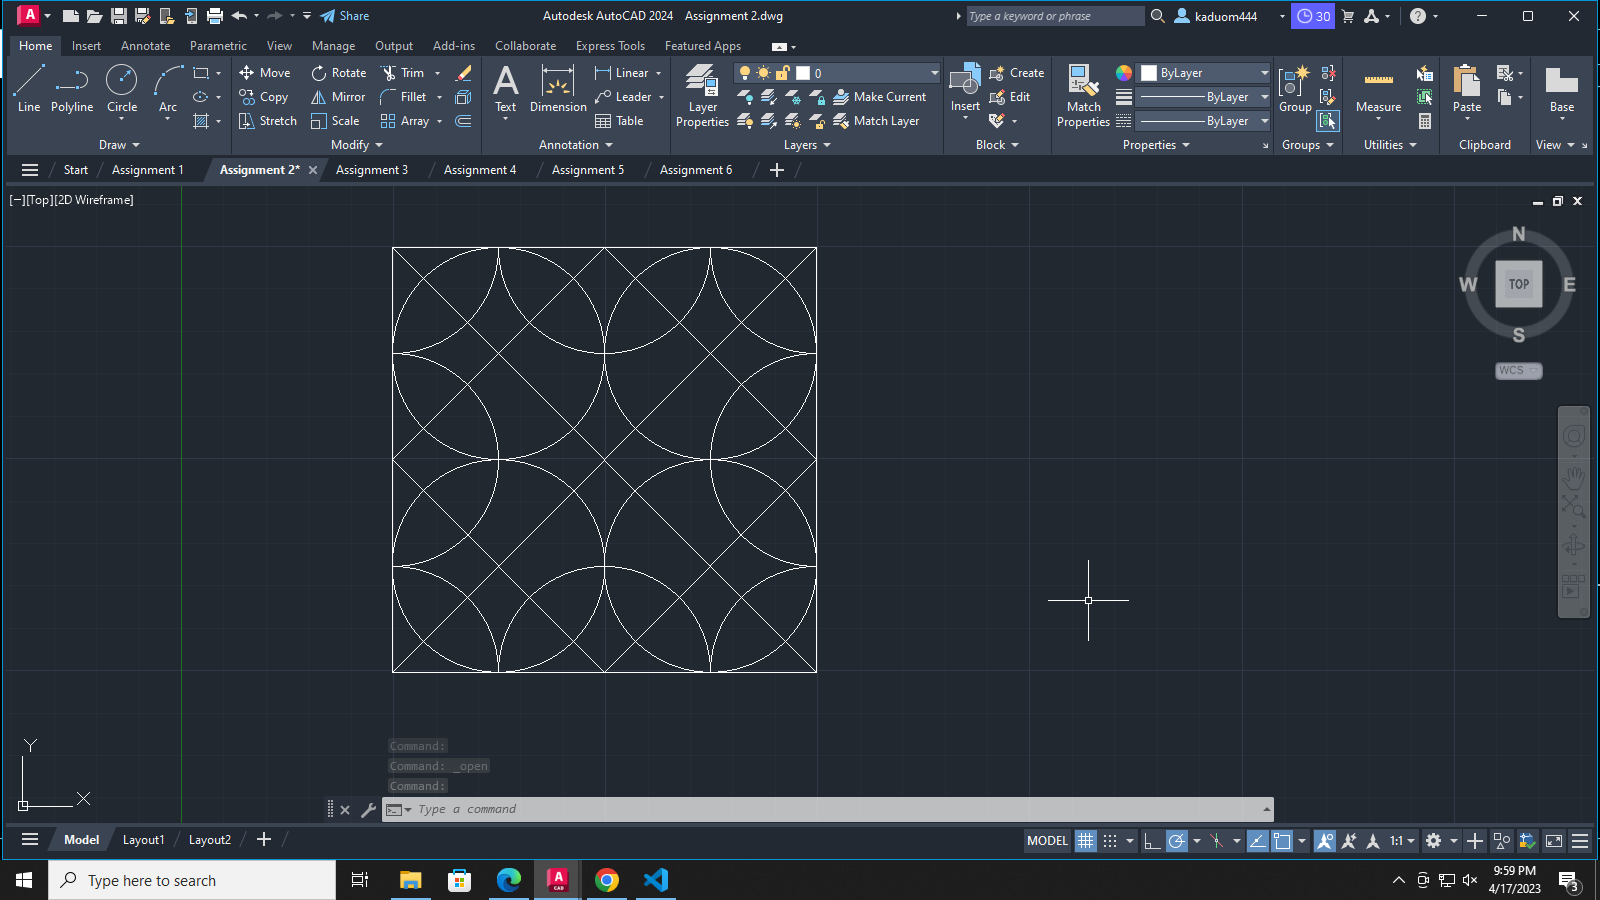 A Share Autodesk AutoCAD 2024 Assignment 2.dwg Type a keyword or phrase kaduom444 30 ?
Home Insert Annotate Parametric View Manage Output Add-ins Collaborate Express Tools Featured Apps
Move Rotate Trim Linear 0 Create ByLayer
Line Polyline Circle Arc Copy Mirror Fillet Text Dimension Leader Layer Properties Make Current Insert Edit Match Properties ByLayer Group Measure Paste Base
Stretch Scale Array Table Match Layer ByLayer
Draw Modify Annotation Layers Block Properties Groups Utilities Clipboard View
Start Assignment 1 Assignment 2* Assignment 3 Assignment 4 Assignment 5 Assignment 6
[−][Top][2D Wireframe]
N
W TOP E
S
WCS
Y
X
Command:
Command: _open
Command:
Type a command
Model Layout1 Layout2 MODEL 1:1
Type here to search A CAD 9:59 PM
4/17/2023 3